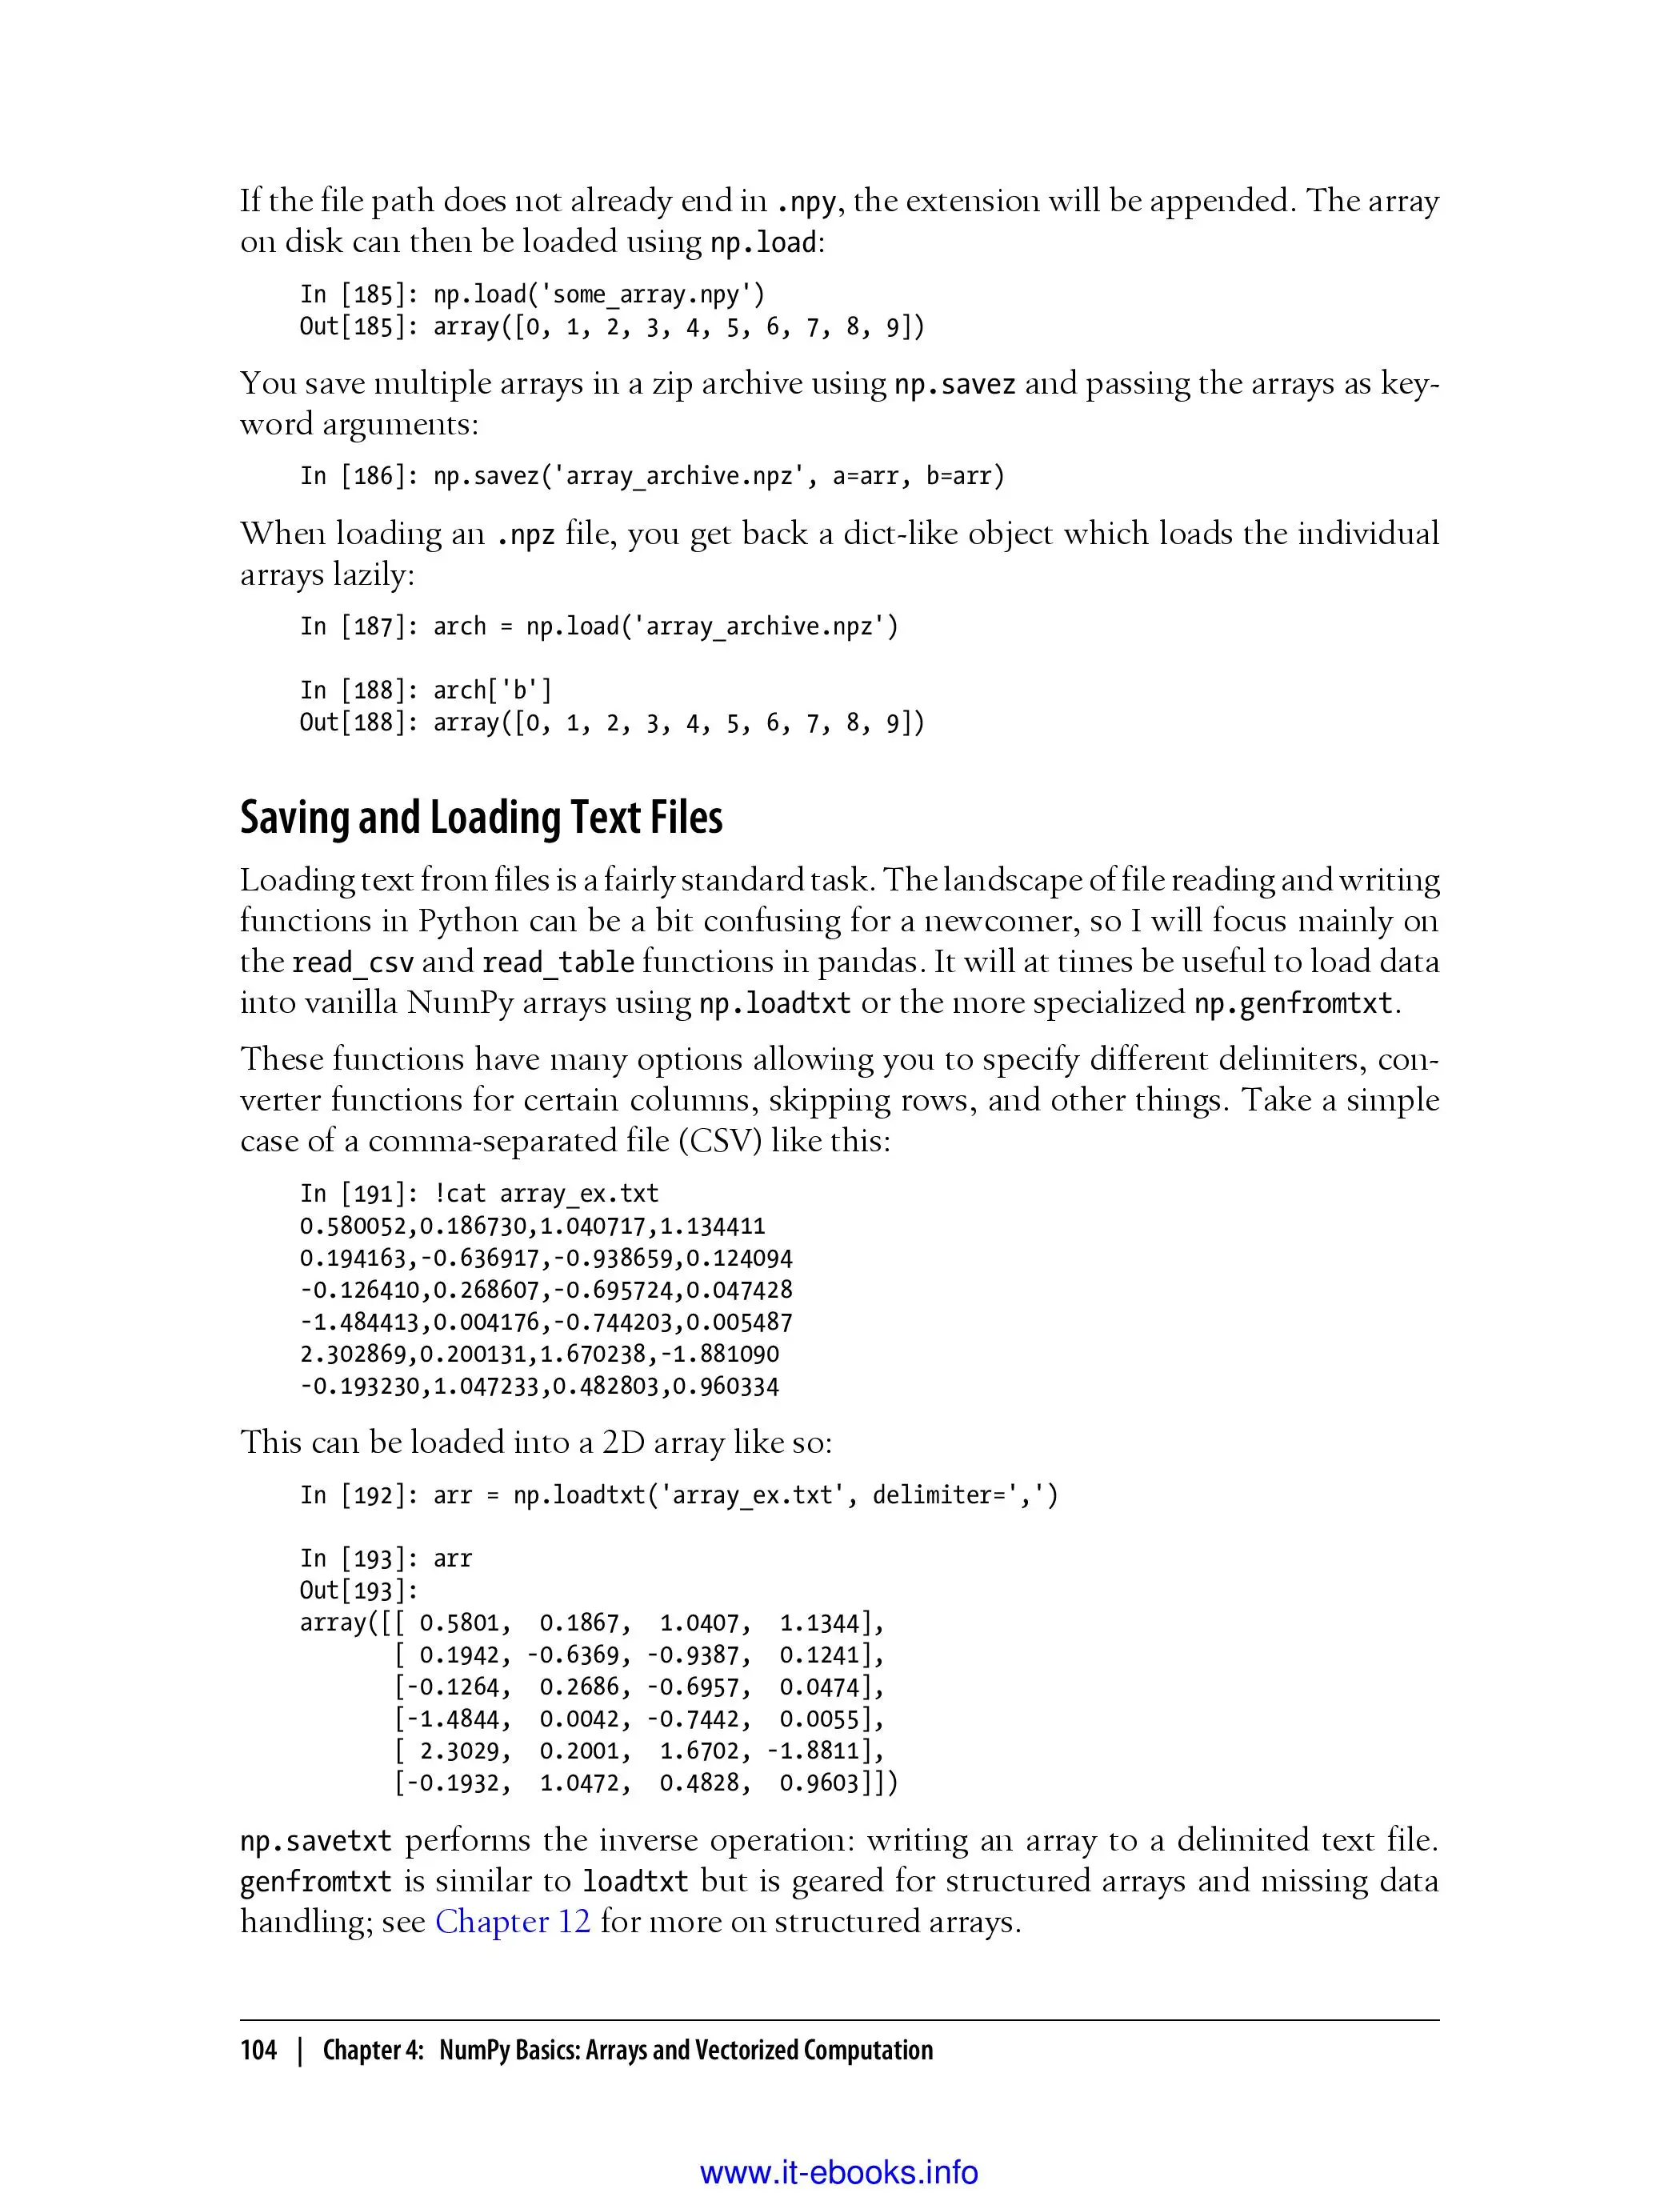 If the file path does not already end in .npy, the extension will be appended. The array
on disk can then be loaded using np.load:
In [185]: np.load('some_array.npy')
Out[185]: array([0, 1, 2, 3, 4, 5, 6, 7, 8, 9])
You save multiple arrays in a zip archive using np.savez and passing the arrays as key-
word arguments:
In [186]: np.savez('array_archive.npz', a=arr, b=arr)
When loading an .npz file, you get back a dict-like object which loads the individual
arrays lazily:
In [187]: arch = np.load('array_archive.npz')
In [188]: arch['b']
Out[188]: array([0, 1, 2, 3, 4, 5, 6, 7, 8, 9])
Saving and Loading Text Files
Loading text from files is a fairly standard task. The landscape of file reading and writing
functions in Python can be a bit confusing for a newcomer, so I will focus mainly on
the read_csv and read_table functions in pandas. It will at times be useful to load data
into vanilla NumPy arrays using np.loadtxt or the more specialized np.genfromtxt.
These functions have many options allowing you to specify different delimiters, con-
verter functions for certain columns, skipping rows, and other things. Take a simple
case of a comma-separated file (CSV) like this:
In [191]: !cat array_ex.txt
0.580052,0.186730,1.040717,1.134411
0.194163,-0.636917,-0.938659,0.124094
-0.126410,0.268607,-0.695724,0.047428
-1.484413,0.004176,-0.744203,0.005487
2.302869,0.200131,1.670238,-1.881090
-0.193230,1.047233,0.482803,0.960334
This can be loaded into a 2D array like so:
In [192]: arr = np.loadtxt('array_ex.txt', delimiter=',')
In [193]: arr
Out[193]:
array([[ 0.5801,  0.1867,  1.0407,  1.1344],
[ 0.1942, -0.6369, -0.9387,  0.1241],
[-0.1264,  0.2686, -0.6957,  0.0474],
[-1.4844,  0.0042, -0.7442,  0.0055],
[ 2.3029,  0.2001,  1.6702, -1.8811],
[-0.1932,  1.0472,  0.4828,  0.9603]])
np.savetxt performs the inverse operation: writing an array to a delimited text file.
genfromtxt is similar to loadtxt but is geared for structured arrays and missing data
handling; see Chapter 12 for more on structured arrays.
104 | Chapter 4: NumPy Basics: Arrays and Vectorized Computation
www.it-ebooks.info